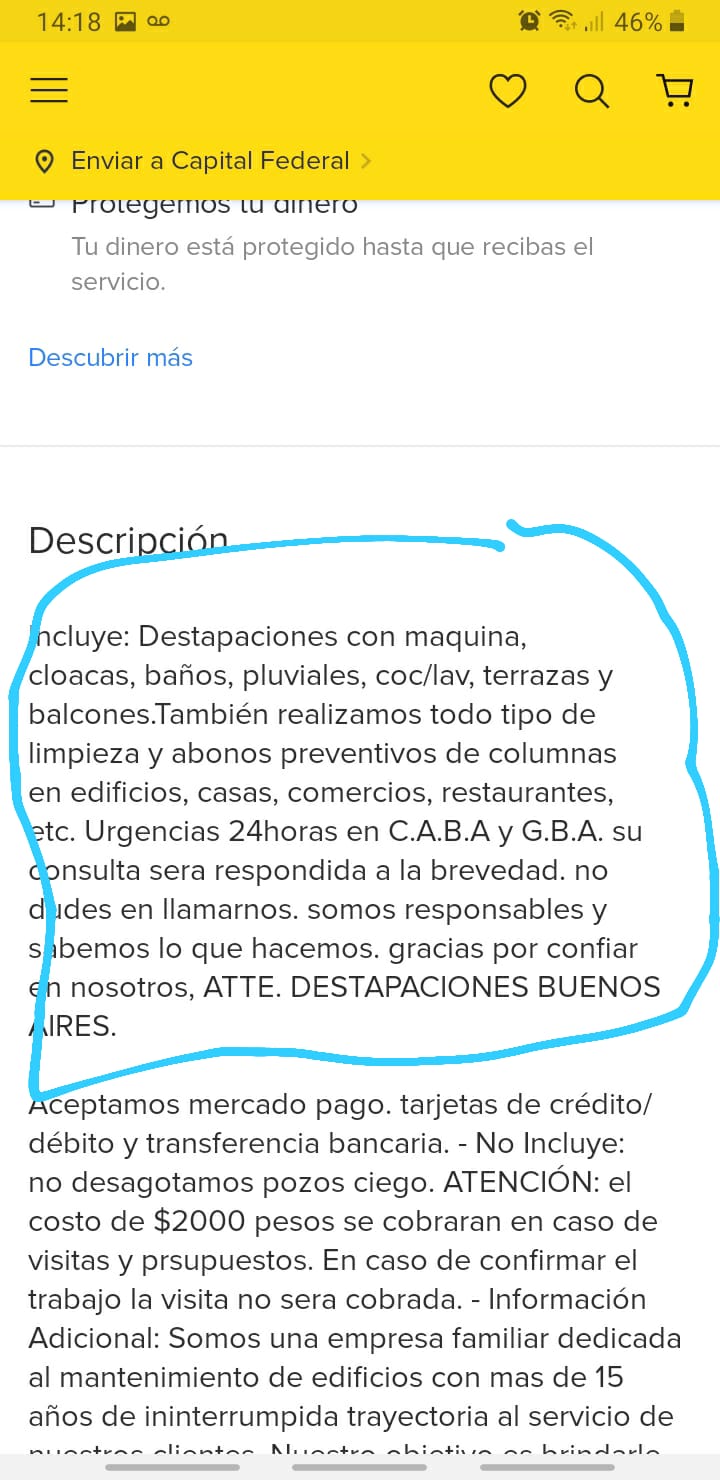 14:18
46%
Enviar a Capital Federal
Protegemos tu dinero
Tu dinero está protegido hasta que recibas el
servicio.
Descubrir más
Descripción
Incluye: Destapaciones con maquina,
cloacas, baños, pluviales, coc/lav, terrazas y
balcones.También realizamos todo tipo de
limpieza y abonos preventivos de columnas
en edificios, casas, comercios, restaurantes,
etc. Urgencias 24horas en C.A.B.A y G.B.A. su
consulta sera respondida a la brevedad. no
dudes en llamarnos. somos responsables y
sabemos lo que hacemos. gracias por confiar
en nosotros, ATTE. DESTAPACIONES BUENOS
AIRES.
Aceptamos mercado pago. tarjetas de crédito/
débito y transferencia bancaria. - No Incluye:
no desagotamos pozos ciego. ATENCIÓN: el
costo de $2000 pesos se cobraran en caso de
visitas y prsupuestos. En caso de confirmar el
trabajo la visita no sera cobrada. - Información
Adicional: Somos una empresa familiar dedicada
al mantenimiento de edificios con mas de 15
años de ininterrumpida trayectoria al servicio de
nuestros clientes. Nuestro objetivo es brindarle